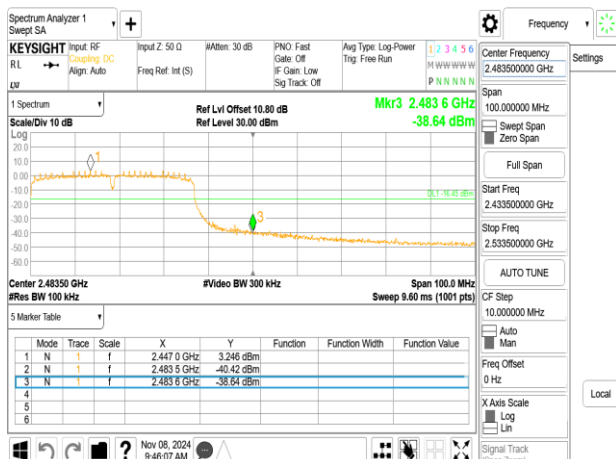 Spectrum Analyzer 1
Swept SA
Frequency
KEYSIGHT
Input: RF
Coupling: DC
Align: Auto
Input Z: 50 Ω
Freq Ref: Int (S)
#Atten: 30 dB
PNO: Fast
Gate: Off
IF Gain: Low
Sig Track: Off
Avg Type: Log-Power
Trig: Free Run
1 2 3 4 5 6
M W W W W W
P N N N N N
RL
LXI
Center Frequency
2.483500000 GHz
Settings
Span
100.000000 MHz
Swept Span
Zero Span
Full Span
Start Freq
2.433500000 GHz
Stop Freq
2.533500000 GHz
AUTO TUNE
CF Step
10.000000 MHz
Auto
Man
Freq Offset
0 Hz
X Axis Scale
Log
Lin
Signal Track
Local
1 Spectrum
Scale/Div 10 dB
Ref Lvl Offset 10.80 dB
Ref Level 30.00 dBm
Mkr3 2.483 6 GHz
-38.64 dBm
Log
20.0
10.0
0.00
-10.0
-20.0
-30.0
-40.0
-50.0
-60.0
1
3
Center 2.48350 GHz
#Res BW 100 kHz
#Video BW 300 kHz
Span 100.0 MHz
Sweep 9.60 ms (1001 pts)
5 Marker Table
Mode Trace Scale X Y Function Function Width Function Value
1 N 1 f 2.447 0 GHz 3.246 dBm
2 N 1 f 2.483 5 GHz -40.42 dBm
3 N 1 f 2.483 6 GHz -38.64 dBm
4
5
6
?
Nov 08, 2024
9:46:07 AM